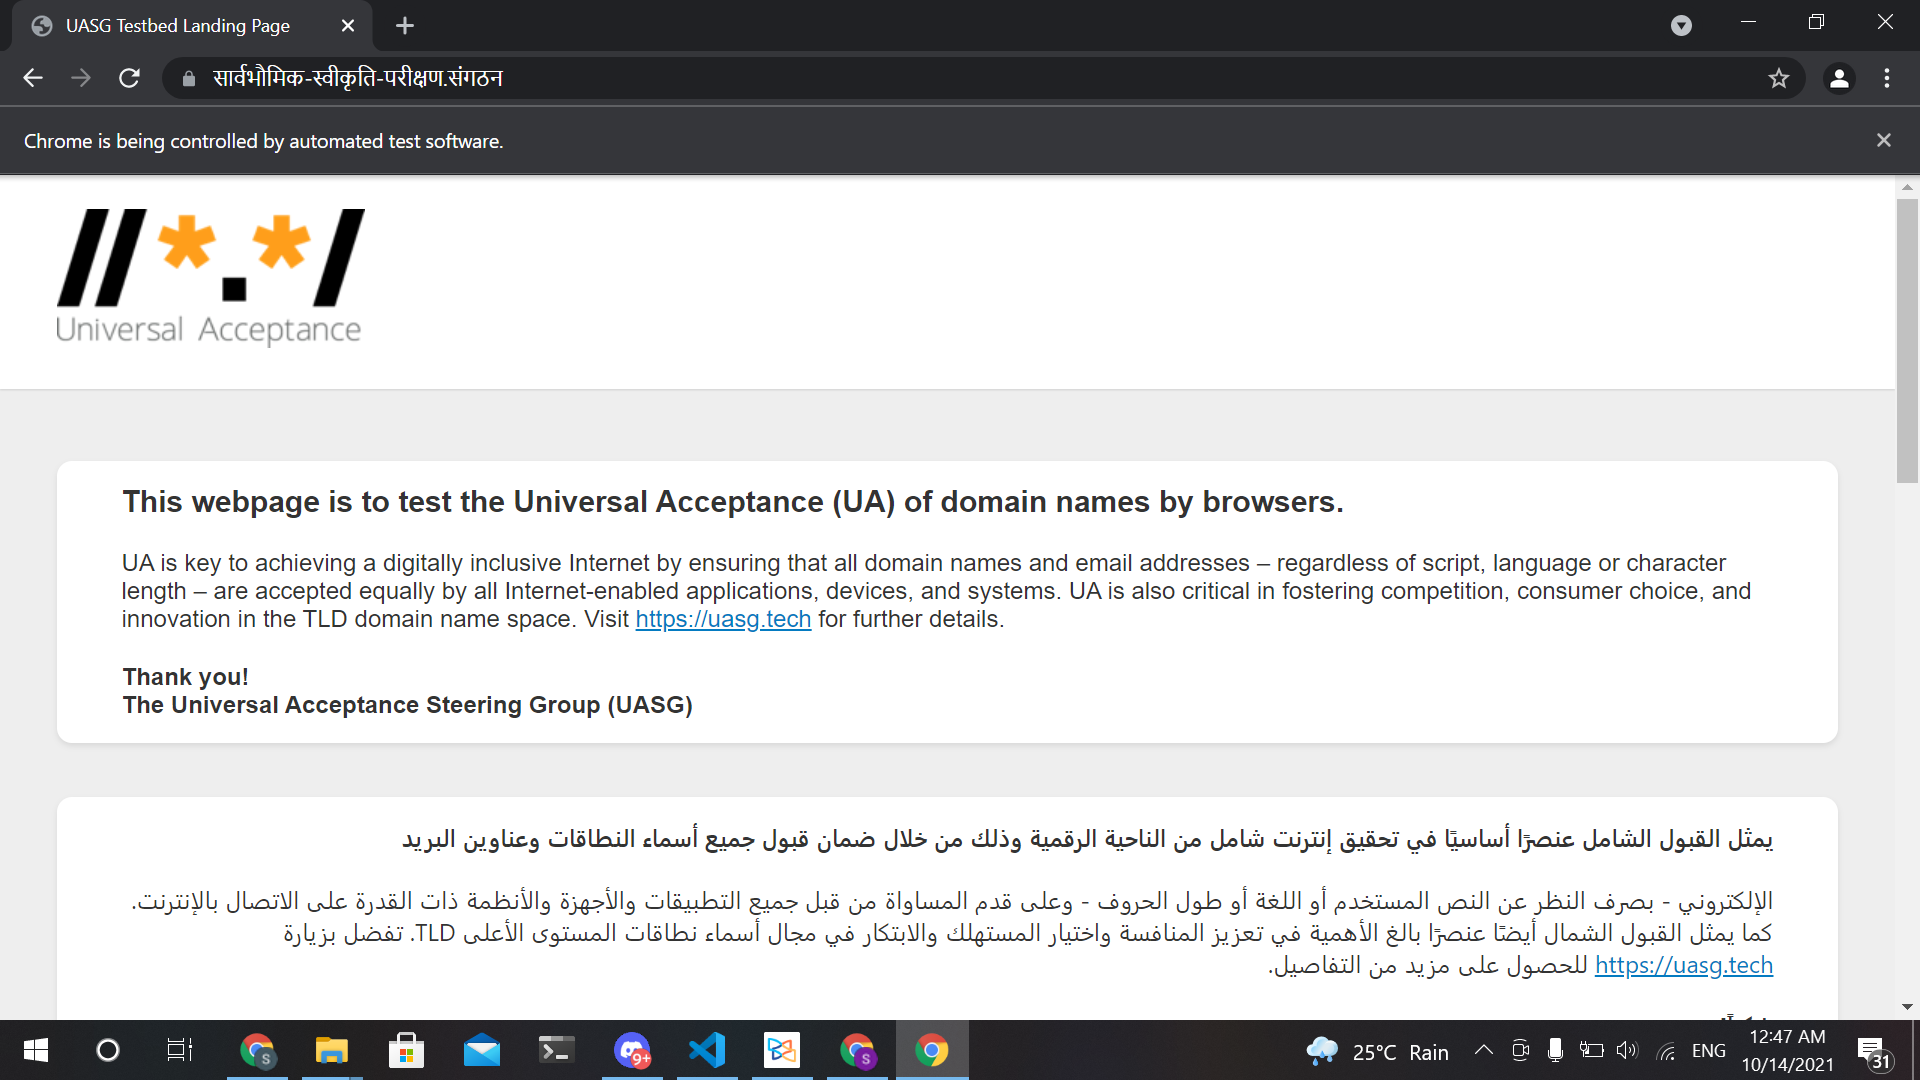 UASG Testbed Landing Page
सार्वभौमिक-स्वीकृति-परीक्षण.संगठन
Chrome is being controlled by automated test software.
//*.*/
Universal Acceptance
This webpage is to test the Universal Acceptance (UA) of domain names by browsers.
UA is key to achieving a digitally inclusive Internet by ensuring that all domain names and email addresses – regardless of script, language or character
length – are accepted equally by all Internet-enabled applications, devices, and systems. UA is also critical in fostering competition, consumer choice, and
innovation in the TLD domain name space. Visit https://uasg.tech for further details.
Thank you!
The Universal Acceptance Steering Group (UASG)
يمثل القبول الشامل عنصرًا أساسيًا في تحقيق إنترنت شامل من الناحية الرقمية وذلك من خلال ضمان قبول جميع أسماء النطاقات وعناوين البريد
الإلكتروني - بصرف النظر عن النص المستخدم أو اللغة أو طول الحروف - وعلى قدم المساواة من قبل جميع التطبيقات والأجهزة والأنظمة ذات القدرة على الاتصال بالإنترنت.
كما يمثل القبول الشمال أيضًا عنصرًا بالغ الأهمية في تعزيز المنافسة واختيار المستهلك والابتكار في مجال أسماء نطاقات المستوى الأعلى TLD. تفضل بزيارة
https://uasg.tech للحصول على مزيد من التفاصيل.
S
9+
S
25°C Rain
ENG
12:47 AM
10/14/2021
31